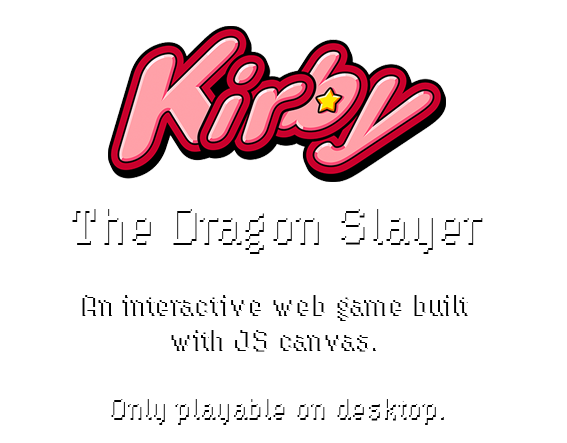 Kirby
The Dragon Slayer
An interactive web game built
with JS canvas.
Only playable on desktop.